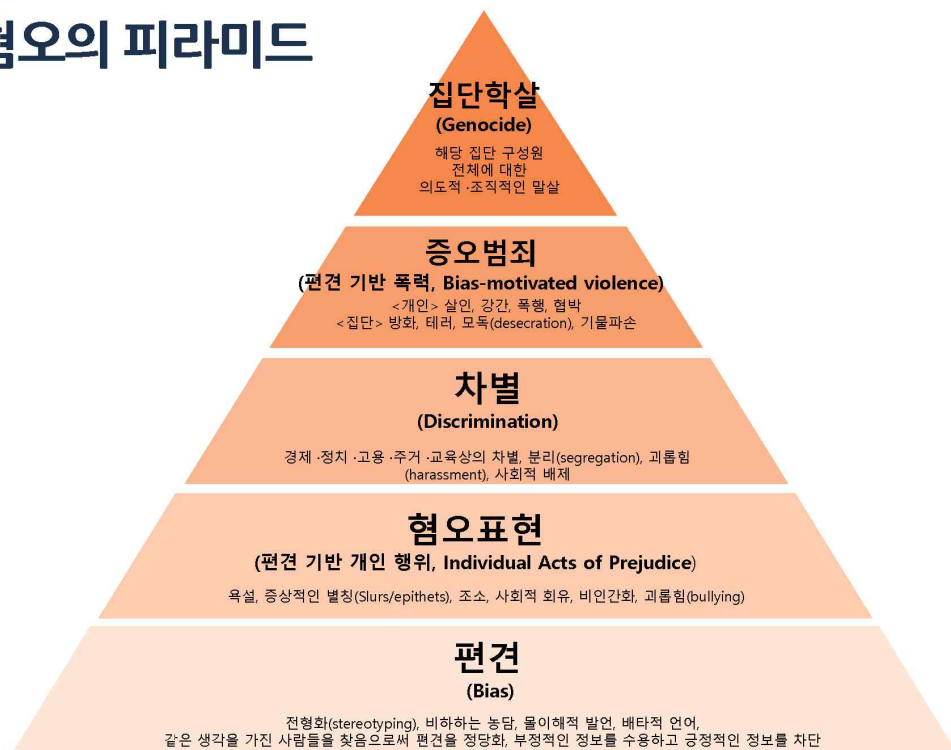 혐오의 피라미드
집단학살
(Genocide)
해당 집단 구성원
전체에 대한
의도적 ·조직적인 말살
증오범죄
(편견 기반 폭력, Bias-motivated violence)
<개인> 살인, 강간, 폭행, 협박
<집단> 방화, 테러, 모독(desecration), 기물파손
차별
(Discrimination)
경제 ·정치 ·고용 ·주거 ·교육상의 차별, 분리(segregation), 괴롭힘
(harassment), 사회적 배제
혐오표현
(편견 기반 개인 행위, Individual Acts of Prejudice)
욕설, 증상적인 별칭(Slurs/epithets), 조소, 사회적 회유, 비인간화, 괴롭힘(bullying)
편견
(Bias)
전형화(stereotyping), 비하하는 농담, 몰이해적 발언, 배타적 언어,
같은 생각을 가진 사람들을 찾음으로써 편견을 정당화, 부정적인 정보를 수용하고 긍정적인 정보를 차단